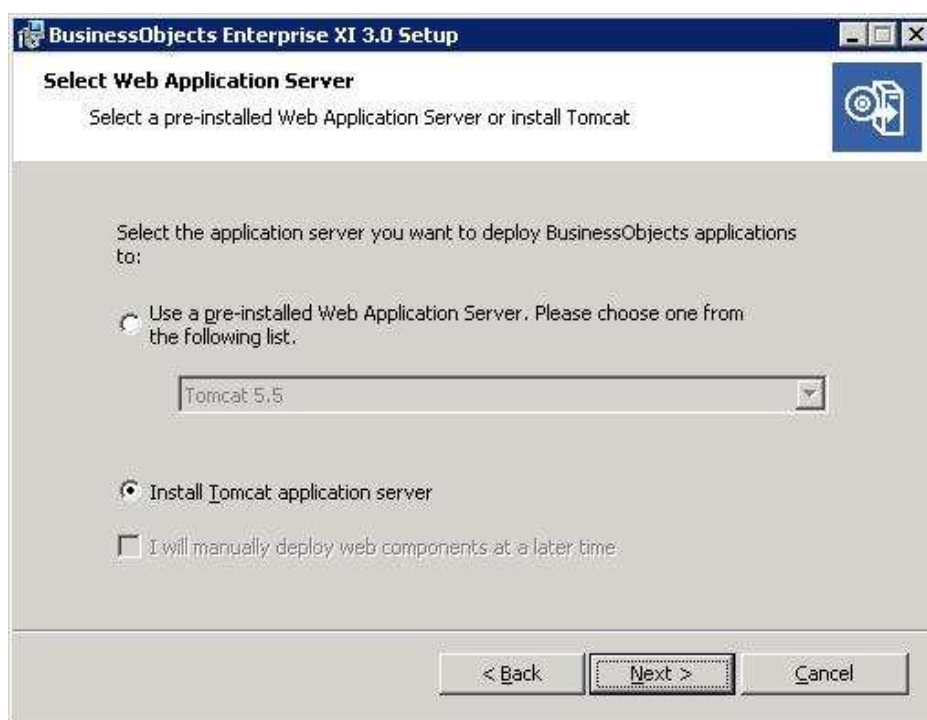 BusinessObjects Enterprise XI 3.0 Setup
Select Web Application Server
Select a pre-installed Web Application Server or install Tomcat
Select the application server you want to deploy BusinessObjects applications
to:
Use a pre-installed Web Application Server. Please choose one from
the following list.
Tomcat 5.5
Install Tomcat application server
I will manually deploy web components at a later time
< Back Next > Cancel